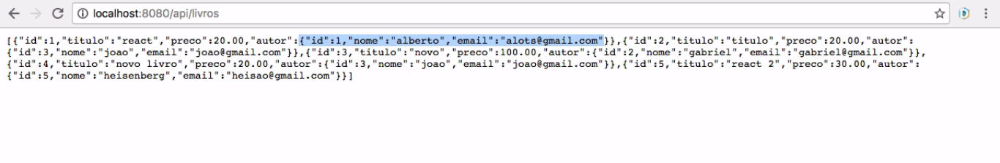 localhost:8080/api/livros
[{"id":1,"titulo":"react","preco":20.00,"autor":{"id":1,"nome":"alberto","email":"alots@gmail.com"}},{"id":2,"titulo":"titulo","preco":20.00,"autor":
{"id":3,"nome":"joao","email":"joao@gmail.com"}},{"id":3,"titulo":"novo","preco":100.00,"autor":{"id":2,"nome":"gabriel","email":"gabriel@gmail.com"}},
{"id":4,"titulo":"novo livro","preco":20.00,"autor":{"id":3,"nome":"joao","email":"joao@gmail.com"}},{"id":5,"titulo":"react 2","preco":30.00,"autor":
{"id":5,"nome":"heisenberg","email":"heisao@gmail.com"}}]